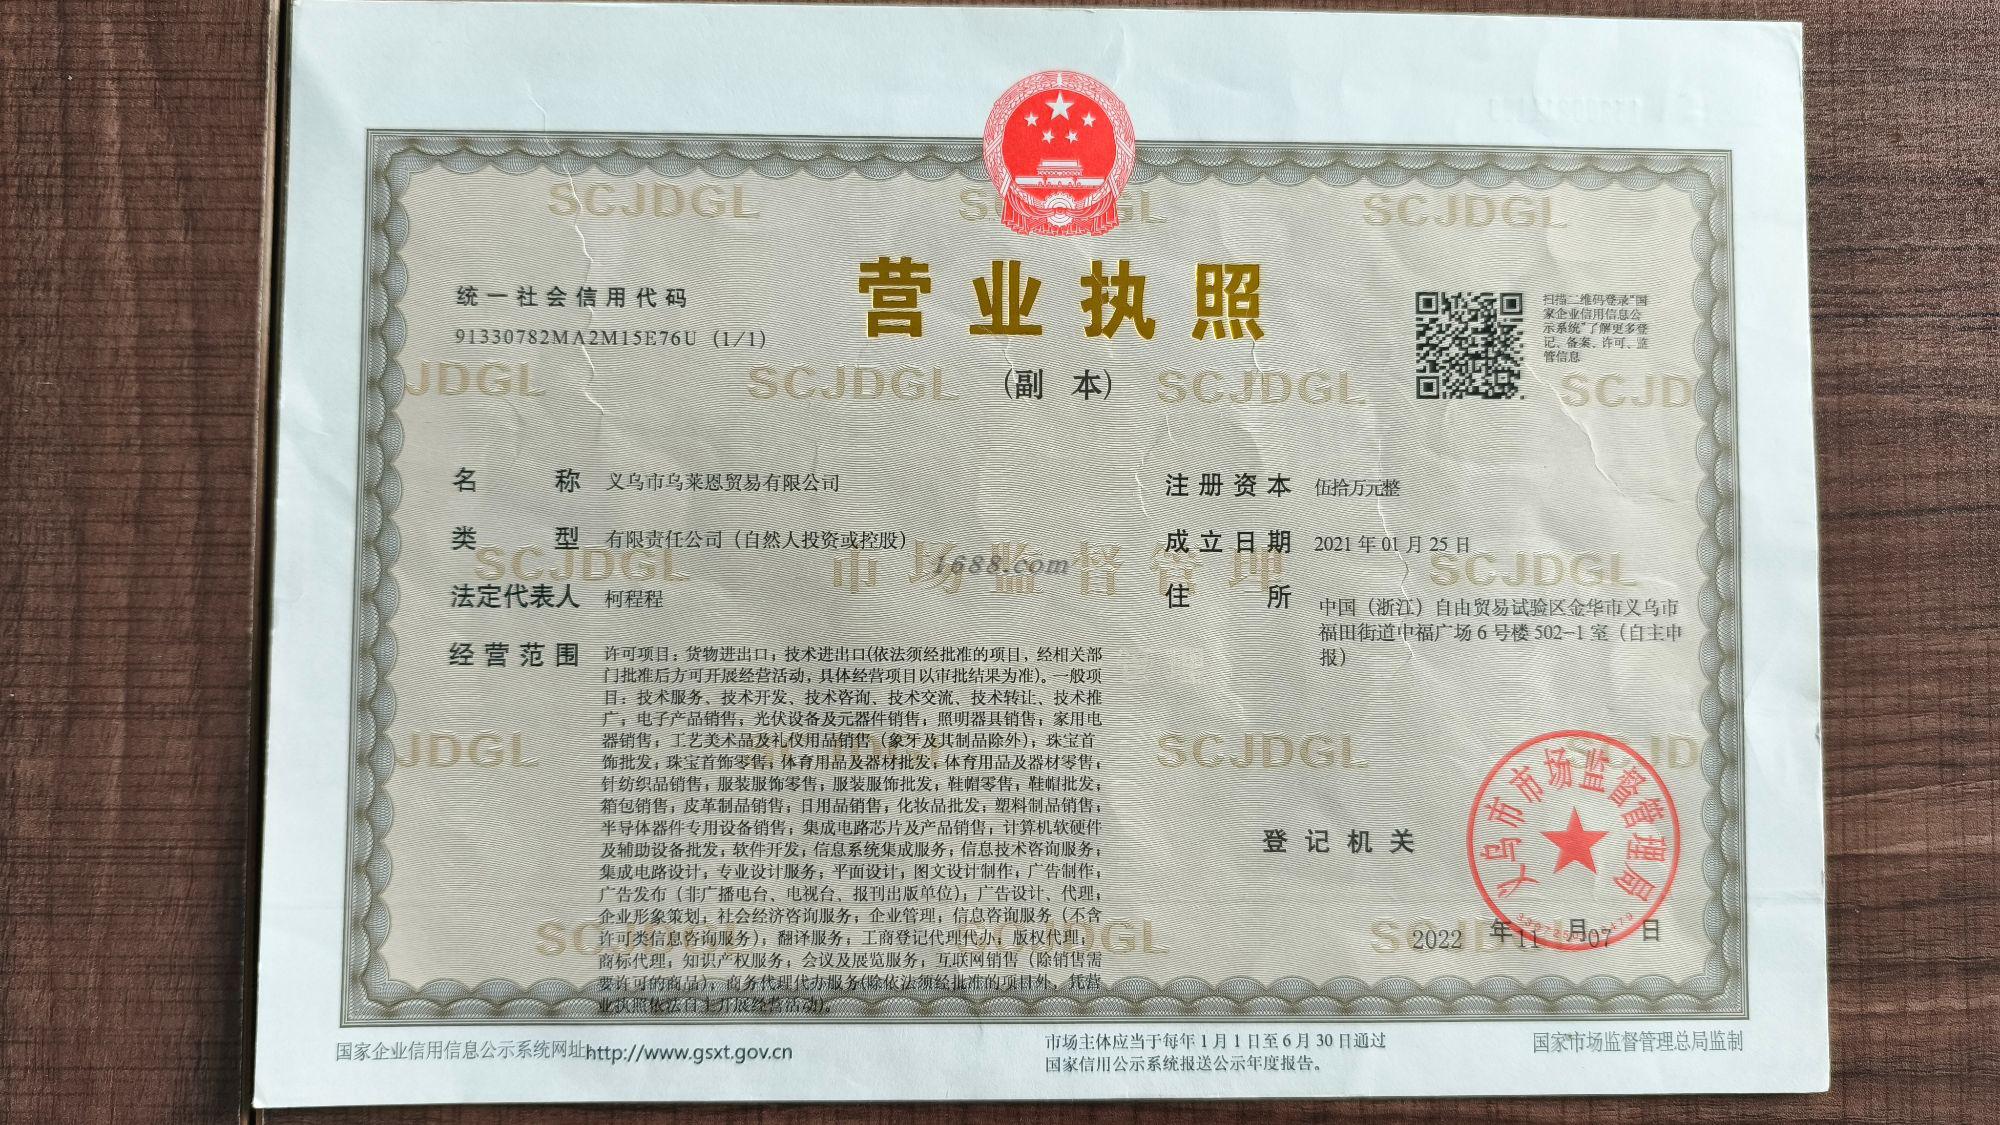 SCJDGL
营业执照
(副 本)
统一社会信用代码
91330782MA2M15E76U (1/1)
扫描二维码登录“国
家企业信用信息公
示系统”了解更多登
记、备案、许可、监
管信息
名 称 义乌市乌莱恩贸易有限公司
类 型 有限责任公司（自然人投资或控股）
法定代表人 柯程程
经营范围 许可项目：货物进出口；技术进出口(依法须经批准的项目，经相关部
门批准后方可开展经营活动，具体经营项目以审批结果为准)。一般项
目：技术服务、技术开发、技术咨询、技术交流、技术转让、技术推
广；电子产品销售；光伏设备及元器件销售；照明器具销售；家用电
器销售；工艺美术品及礼仪用品销售（象牙及其制品除外）；珠宝首
饰批发；珠宝首饰零售；体育用品及器材批发；体育用品及器材零售；
针纺织品销售；服装服饰零售；服装服饰批发；鞋帽零售；鞋帽批发；
箱包销售；皮革制品销售；日用品销售；化妆品批发；塑料制品销售；
半导体器件专用设备销售；集成电路芯片及产品销售；计算机软硬件
及辅助设备批发；软件开发；信息系统集成服务；信息技术咨询服务；
集成电路设计；专业设计服务；平面设计；图文设计制作；广告制作；
广告发布（非广播电台、电视台、报刊出版单位）；广告设计、代理；
企业形象策划；社会经济咨询服务；企业管理；信息咨询服务（不含
许可类信息咨询服务）；翻译服务；工商登记代理代办；版权代理；
商标代理；知识产权服务；会议及展览服务；互联网销售（除销售需
要许可的商品）；商务代理代办服务(除依法须经批准的项目外，凭营
业执照依法自主开展经营活动)。
注册资本 伍拾万元整
成立日期 2021 年 01 月 25 日
住 所 中国（浙江）自由贸易试验区金华市义乌市
福田街道中福广场 6 号楼 502-1 室（自主申
报）
市场监督管理
1688.com
登记机关
义乌市市场监督管理局
2022 年 11 月 07 日
国家企业信用信息公示系统网址:http://www.gsxt.gov.cn
市场主体应当于每年 1 月 1 日至 6 月 30 日通过
国家信用公示系统报送公示年度报告。
国家市场监督管理总局监制